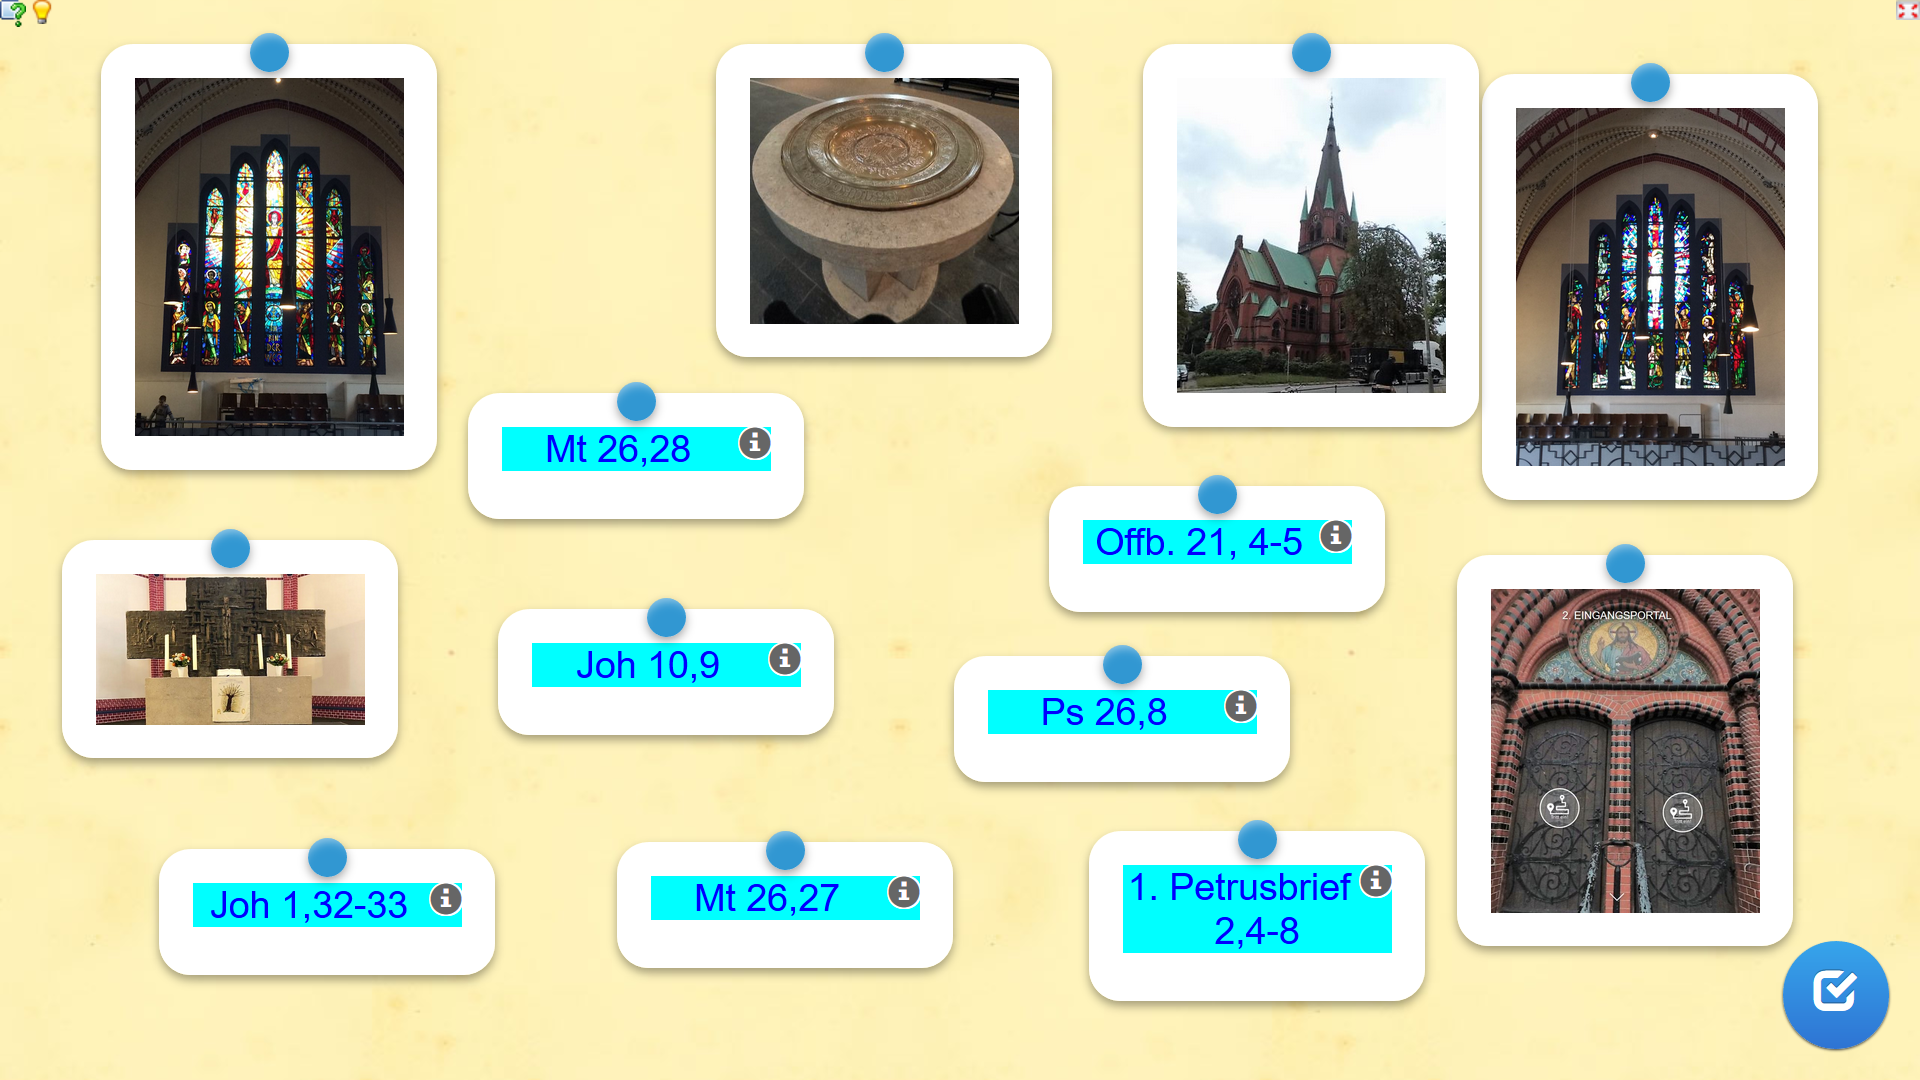 Mt 26,28
Offb. 21, 4-5
2. EINGANGSPORTAL
Joh 10,9
Ps 26,8
Joh 1,32-33
Mt 26,27
1. Petrusbrief
2,4-8